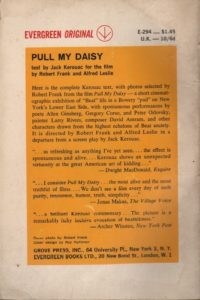 EVERGREEN ORIGINAL
E-294 — $1.45
U.K. — 10/6d
PULL MY DAISY
text by Jack Kerouac for the film
by Robert Frank and Alfred Leslie
Here is the complete Kerouac text, with photos selected by
Robert Frank from the film Pull My Daisy — a short cinemat-
ographic exhibition of "Beat" life in a Bowery "pad" on New
York's Lower East Side, with spontaneous performances by
poets Allen Ginsberg, Gregory Corso, and Peter Orlovsky,
painter Larry Rivers, composer David Amram, and other
characters drawn from the highest echelons of Beat society.
It is directed by Robert Frank and Alfred Leslie in a
departure from a screen play by Jack Kerouac.
". . . as refreshing as anything I've yet seen. . . the effect is
spontaneous and alive. . . . Kerouac shows an unexpected
virtuosity at the great American art of kidding. . . ."
— Dwight MacDonald, Esquire
". . . I consider Pull My Daisy . . . the most alive and the most
truthful of films. . . . We don't see a film every day of such
purity, innocence, humor, truth, simplicity. . . ."
— Jonas Mekas, The Village Voice
". . . a brilliant Kerouac commentary. . . . The picture is a
remarkably lucid evocation of beatnikness. . . ."
— Archer Winsten, New York Post
Cover photo by Robert Frank
Cover design by Roy Kuhlman
GROVE PRESS, INC., 64 University Pl., New York 3, N. Y.
EVERGREEN BOOKS LTD., 20 New Bond St., London, W. 1